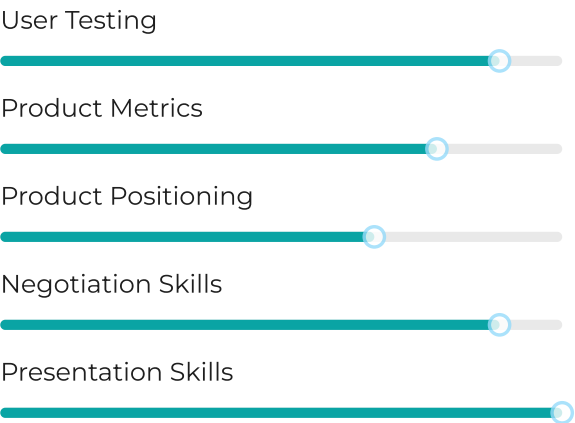 User Testing
Product Metrics
Product Positioning
Negotiation Skills
Presentation Skills